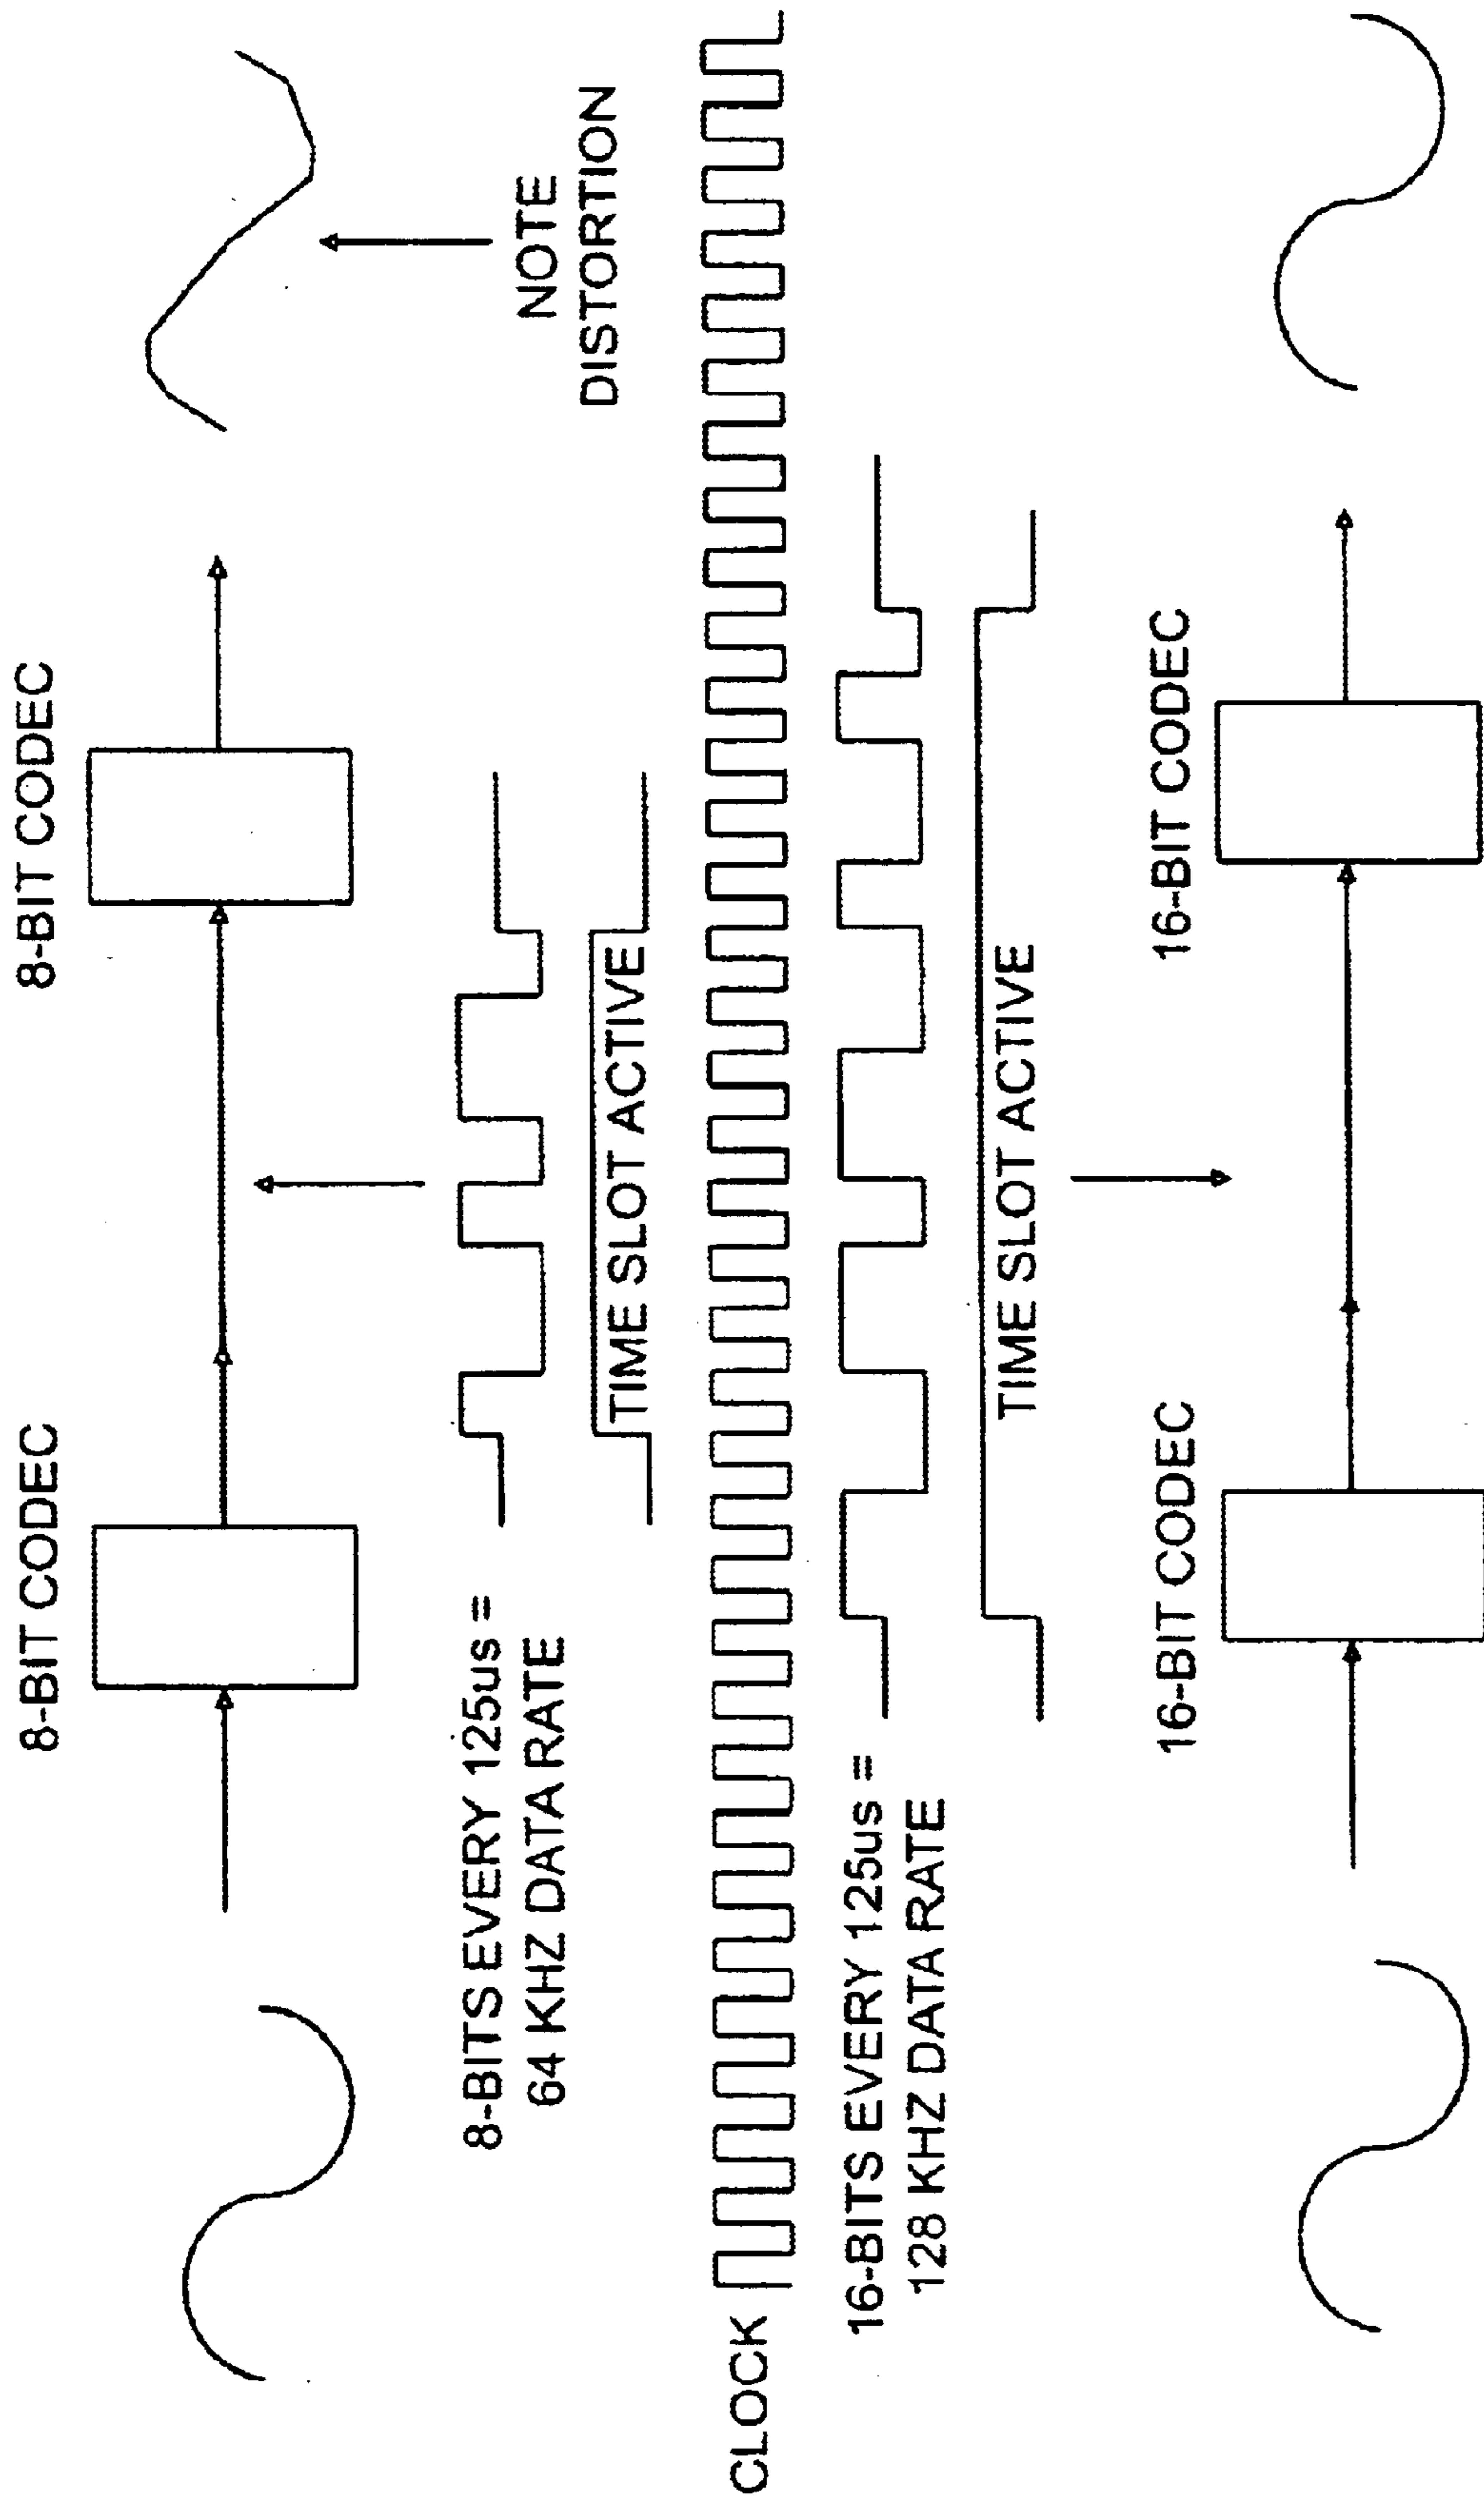 8-BIT CODEC
8-BIT CODEC
8-BITS EVERY 125us =
64 KHZ DATA RATE
TIME SLOT ACTIVE
NOTE
DISTORTION
CLOCK
16-BITS EVERY 125us =
128 KHZ DATA RATE
TIME SLOT ACTIVE
16-BIT CODEC
16-BIT CODEC